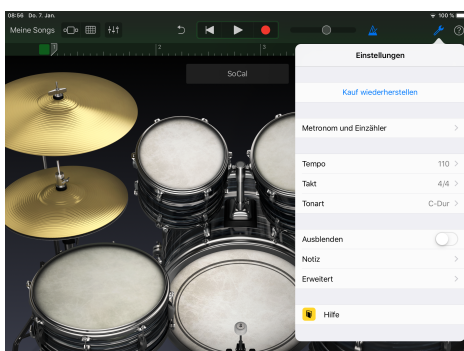 08:56 Do. 7. Jan.
100 %
Meine Songs
2
3
SoCal
Einstellungen
Kauf wiederherstellen
Metronom und Einzähler
Tempo 110
Takt 4/4
Tonart C-Dur
Ausblenden
Notiz
Erweitert
Hilfe